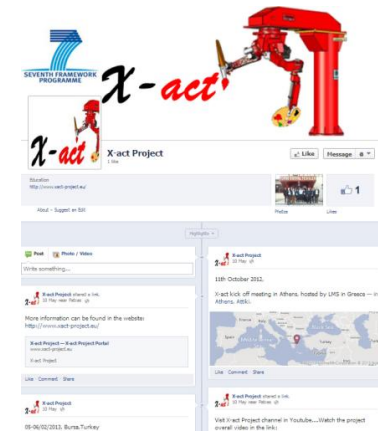 SEVENTH FRAMEWORK
PROGRAMME
X-act
X-act
X-act Project
1 like
Like
Message
Education
http://www.xact-project.eu/
About – Suggest an Edit
Photos
1
Likes
Highlights
Post
Photo / Video
Write something...
X-act Project shared a link.
More information can be found in the website:
http://www.xact-project.eu/
X-act Project—X-act Project Portal
www.xact-project.eu
X-act Project
Like · Comment · Share
X-act Project
05-06/02/2013, Bursa,Turkey
X-act Project
11th October 2012,
X-act kick off meeting in Athens, hosted by LMS in Greece — in
Athens, Attiki.
Like · Comment · Share
X-act Project shared a link.
Visit X-act Project channel in Youtube....Watch the project
overall video in the link: